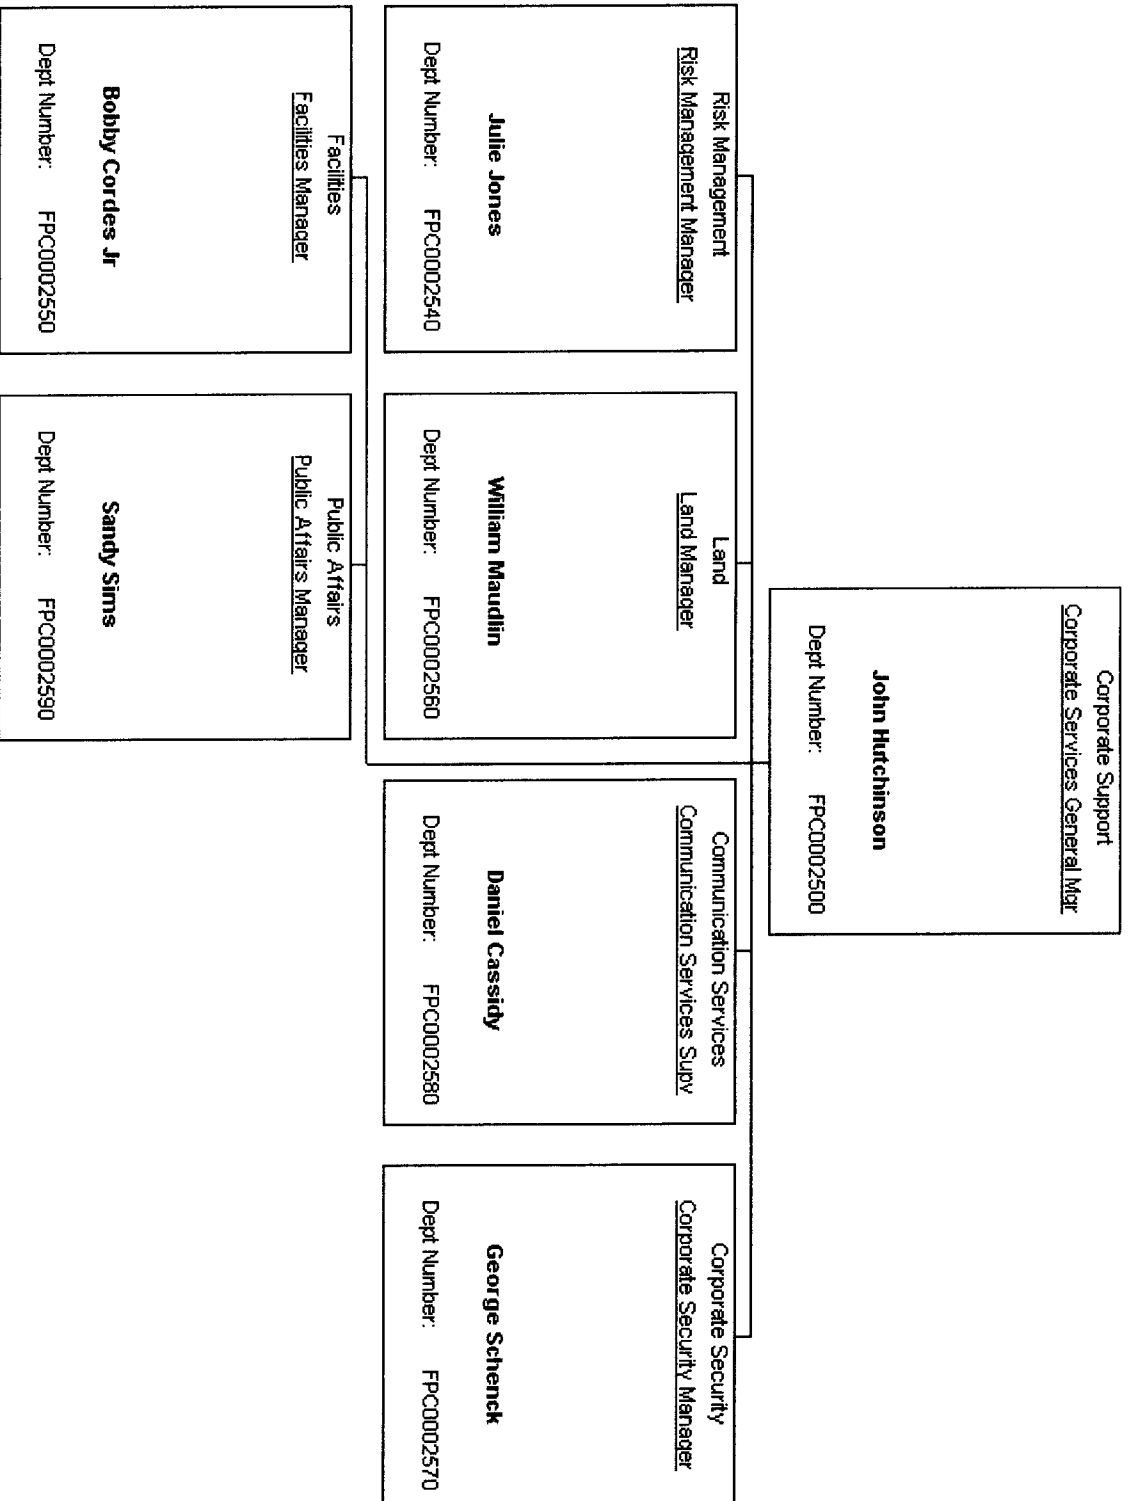 Corporate Support
Corporate Services General Mgr
John Hutchinson
Dept Number: FPC0002500
Risk Management
Risk Management Manager
Julie Jones
Dept Number: FPC0002540
Land
Land Manager
William Maudlin
Dept Number: FPC0002560
Communication Services
Communication Services Supv
Daniel Cassidy
Dept Number: FPC0002580
Corporate Security
Corporate Security Manager
George Schenck
Dept Number: FPC0002570
Facilities
Facilities Manager
Bobby Cordes Jr
Dept Number: FPC0002550
Public Affairs
Public Affairs Manager
Sandy Sims
Dept Number: FPC0002590